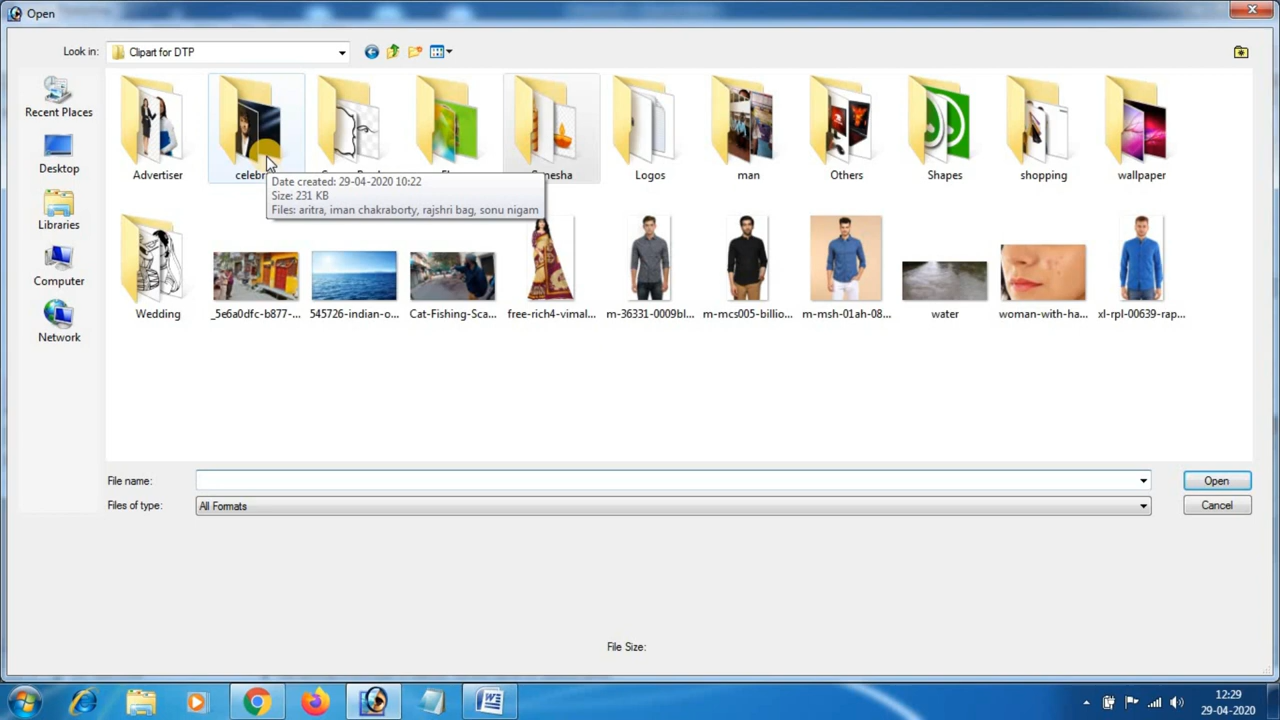 Open
Look in:
Clipart for DTP
Recent Places
Desktop
Libraries
Computer
Network
Advertiser
Logos
man
Others
Shapes
shopping
wallpaper
Date created: 29-04-2020 10:22
Size: 231 KB
Files: aritra, iman chakraborty, rajshri bag, sonu nigam
Wedding
_5e6a0dfc-b877-...
545726-indian-o...
Cat-Fishing-Sca...
free-rich4-vimal...
m-36331-0009bl...
m-mcs005-billio...
m-msh-01ah-08...
water
woman-with-ha...
xl-rpl-00639-rap...
File name:
Open
Files of type:
All Formats
Cancel
File Size:
12:29
29-04-2020